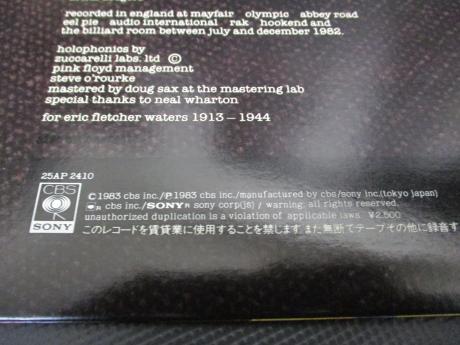 recorded in england at mayfair olympic abbey road
eel pie audio international rak hookend and
the billiard room between july and december 1982.
holophonics by
zuccarelli labs. ltd Ⓒ
pink floyd management
steve o'rourke
mastered by doug sax at the mastering lab
special thanks to neal wharton
for eric fletcher waters 1913 – 1944
25AP 2410
CBS
SONY
©1983 cbs inc./℗1983 cbs inc./manufactured by cbs/sony inc.(tokyo japan)
cbs inc./SONY® sony corp(js) / warning: all rights reserved.
unauthorized duplication is a violation of applicable laws. ¥2,500
このレコードを賃貸業に使用することを禁じます また無断でテープその他に録音す